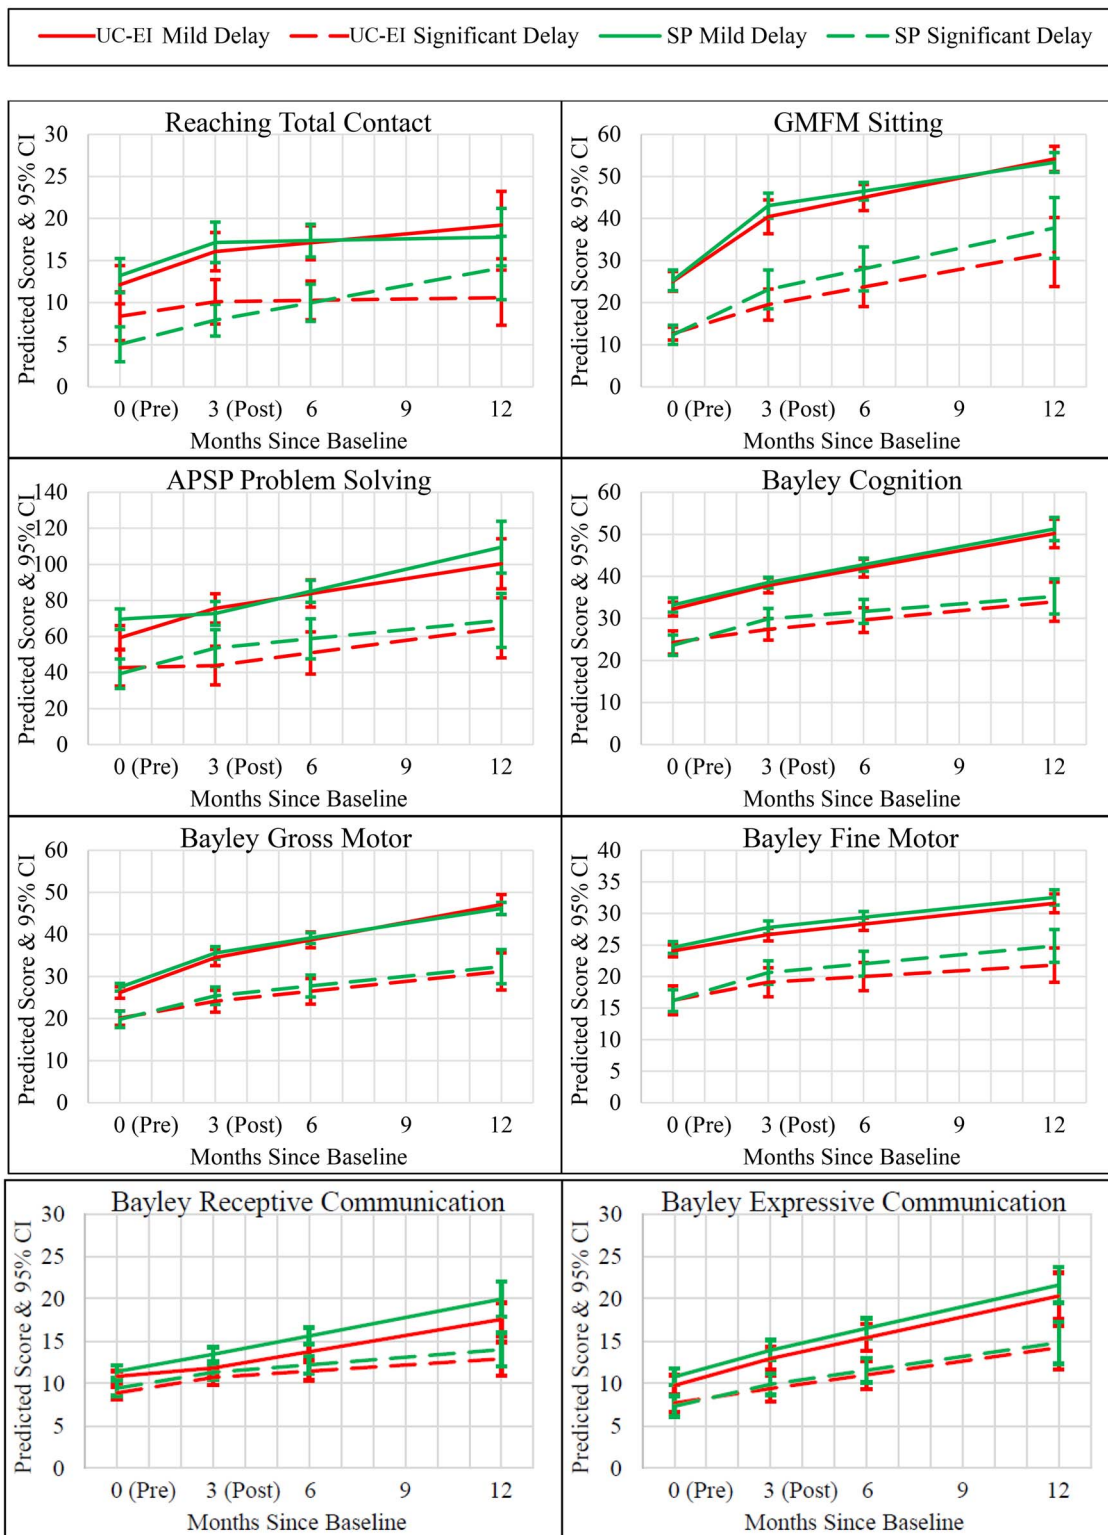 UC-EI Mild Delay UC-EI Significant Delay SP Mild Delay SP Significant Delay
Reaching Total Contact
Predicted Score & 95% CI
30
25
20
15
10
5
0
0 (Pre) 3 (Post) 6 9 12
Months Since Baseline
GMFM Sitting
Predicted Score & 95% CI
60
50
40
30
20
10
0
0 (Pre) 3 (Post) 6 9 12
Months Since Baseline
APSP Problem Solving
Predicted Score & 95% CI
140
120
100
80
60
40
20
0
0 (Pre) 3 (Post) 6 9 12
Months Since Baseline
Bayley Cognition
Predicted Score & 95% CI
60
50
40
30
20
10
0
0 (Pre) 3 (Post) 6 9 12
Months Since Baseline
Bayley Gross Motor
Predicted Score & 95% CI
60
50
40
30
20
10
0
0 (Pre) 3 (Post) 6 9 12
Months Since Baseline
Bayley Fine Motor
Predicted Score & 95% CI
40
35
30
25
20
15
10
5
0
0 (Pre) 3 (Post) 6 9 12
Months Since Baseline
Bayley Receptive Communication
Predicted Score & 95% CI
30
25
20
15
10
5
0
0 (Pre) 3 (Post) 6 9 12
Months Since Baseline
Bayley Expressive Communication
Predicted Score & 95% CI
30
25
20
15
10
5
0
0 (Pre) 3 (Post) 6 9 12
Months Since Baseline